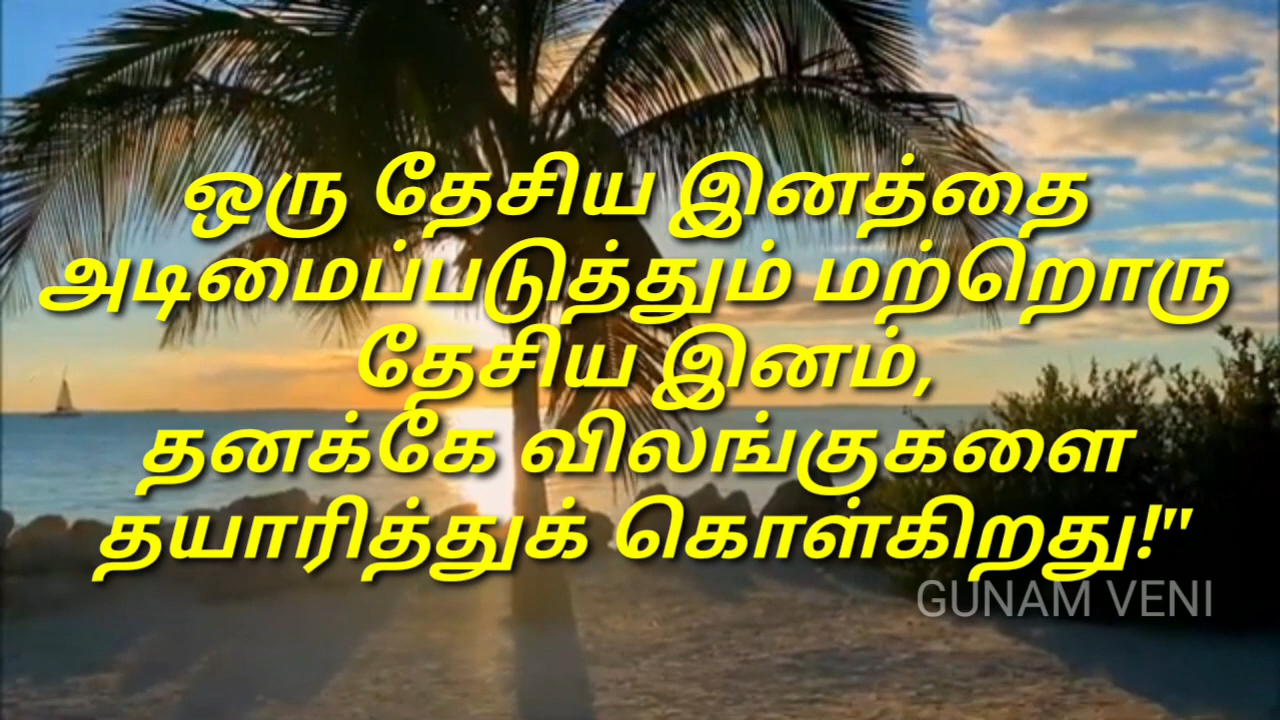 ஒரு தேசிய இனத்தை
அடிமைப்படுத்தும் மற்றொரு
தேசிய இனம்,
தனக்கே விலங்குகளை
தயாரித்துக் கொள்கிறது!"
GUNAM VENI